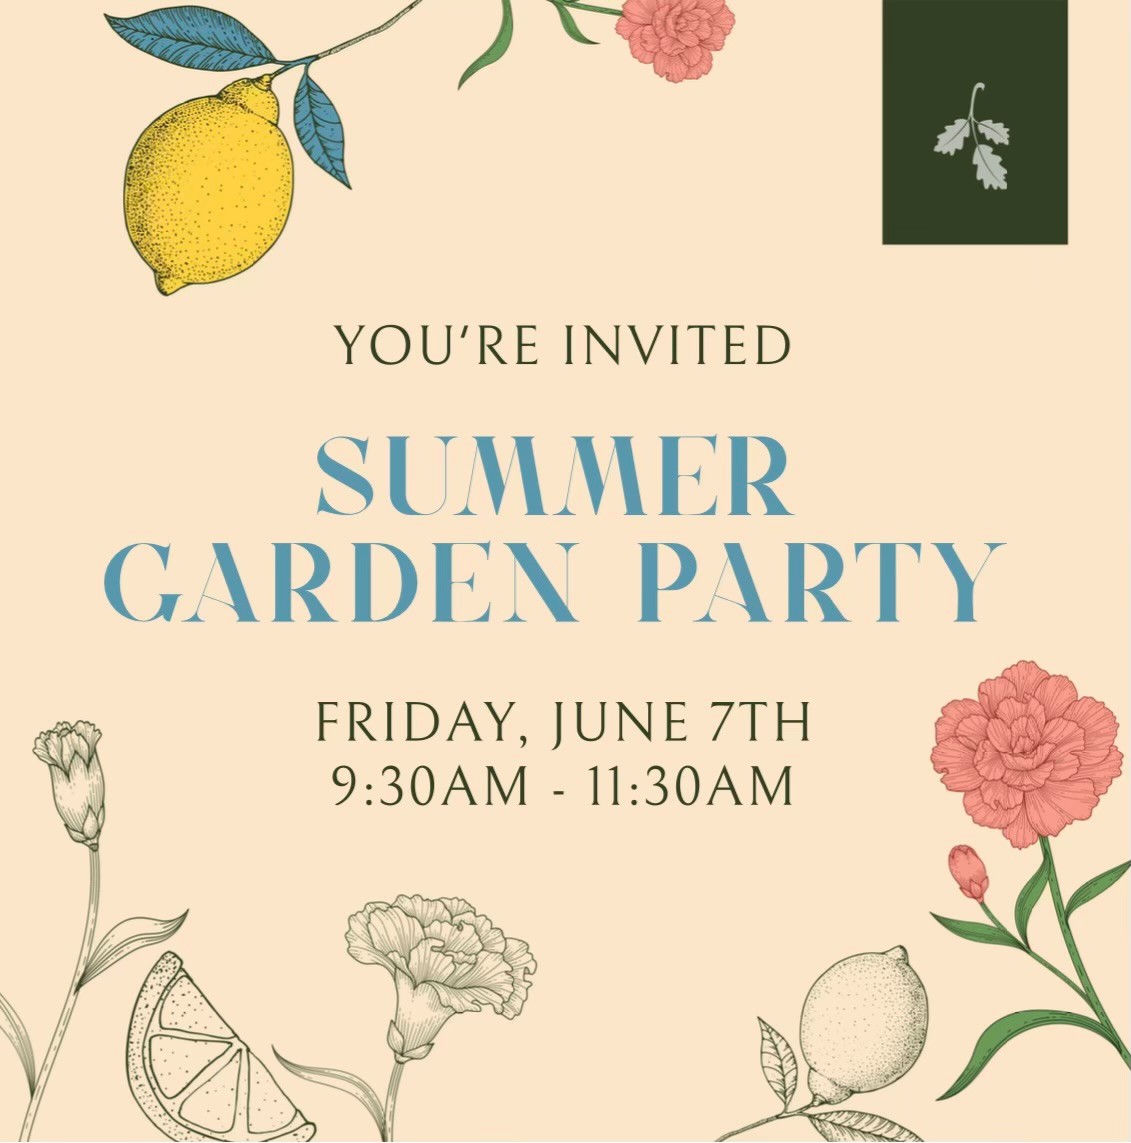 YOU'RE INVITED
SUMMER
GARDEN PARTY
FRIDAY, JUNE 7TH
9:30AM - 11:30AM